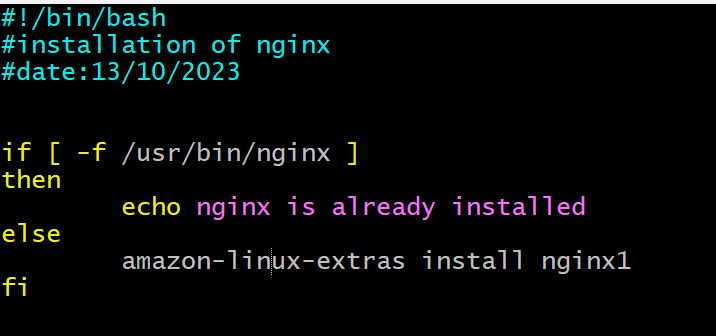 #!/bin/bash
#installation of nginx
#date:13/10/2023
if [ -f /usr/bin/nginx ]
then
echo nginx is already installed
else
amazon-linux-extras install nginx1
fi